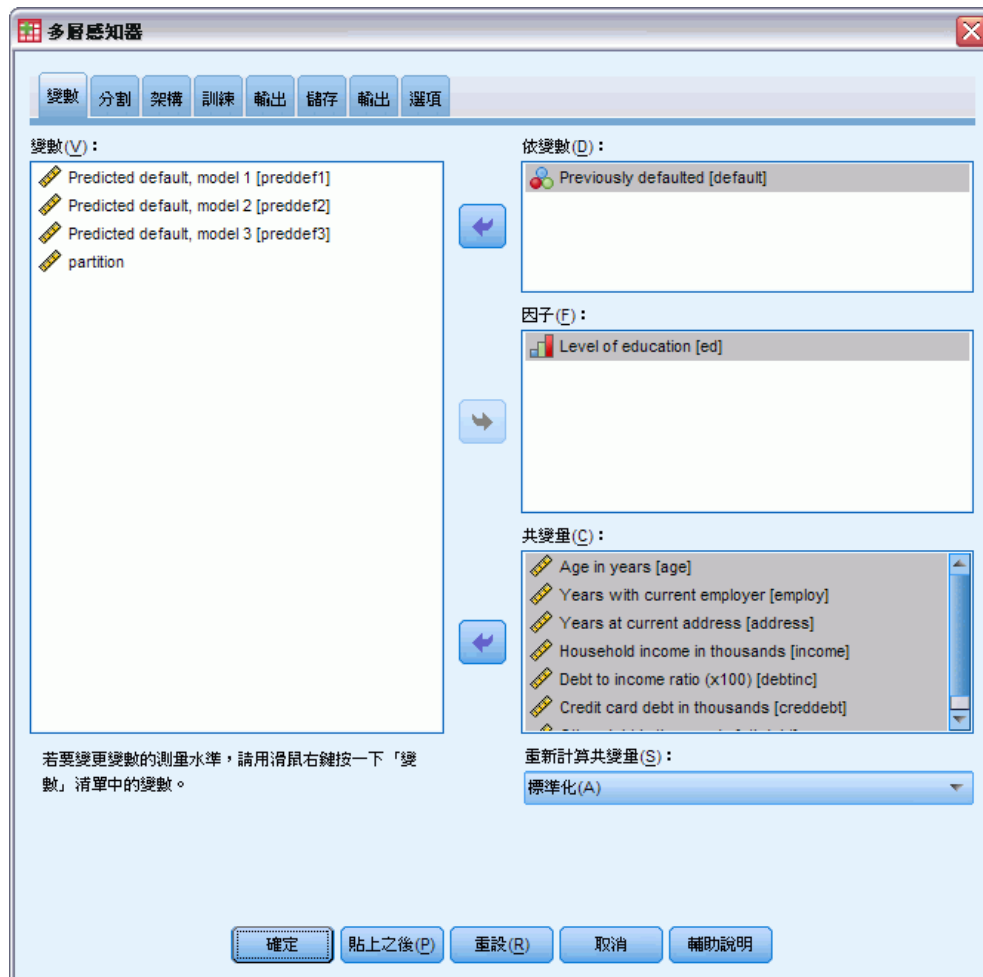 多層感知器
變數 分割 架構 訓練 輸出 儲存 輸出 選項
變數(V)：
Predicted default, model 1 [preddef1]
Predicted default, model 2 [preddef2]
Predicted default, model 3 [preddef3]
partition
依變數(D)：
Previously defaulted [default]
因子(F)：
Level of education [ed]
共變量(C)：
Age in years [age]
Years with current employer [employ]
Years at current address [address]
Household income in thousands [income]
Debt to income ratio (x100) [debtinc]
Credit card debt in thousands [creddebt]
若要變更變數的測量水準，請用滑鼠右鍵按一下「變
數」清單中的變數。
重新計算共變量(S)：
標準化(A)
確定 貼上之後(P) 重設(R) 取消 輔助說明